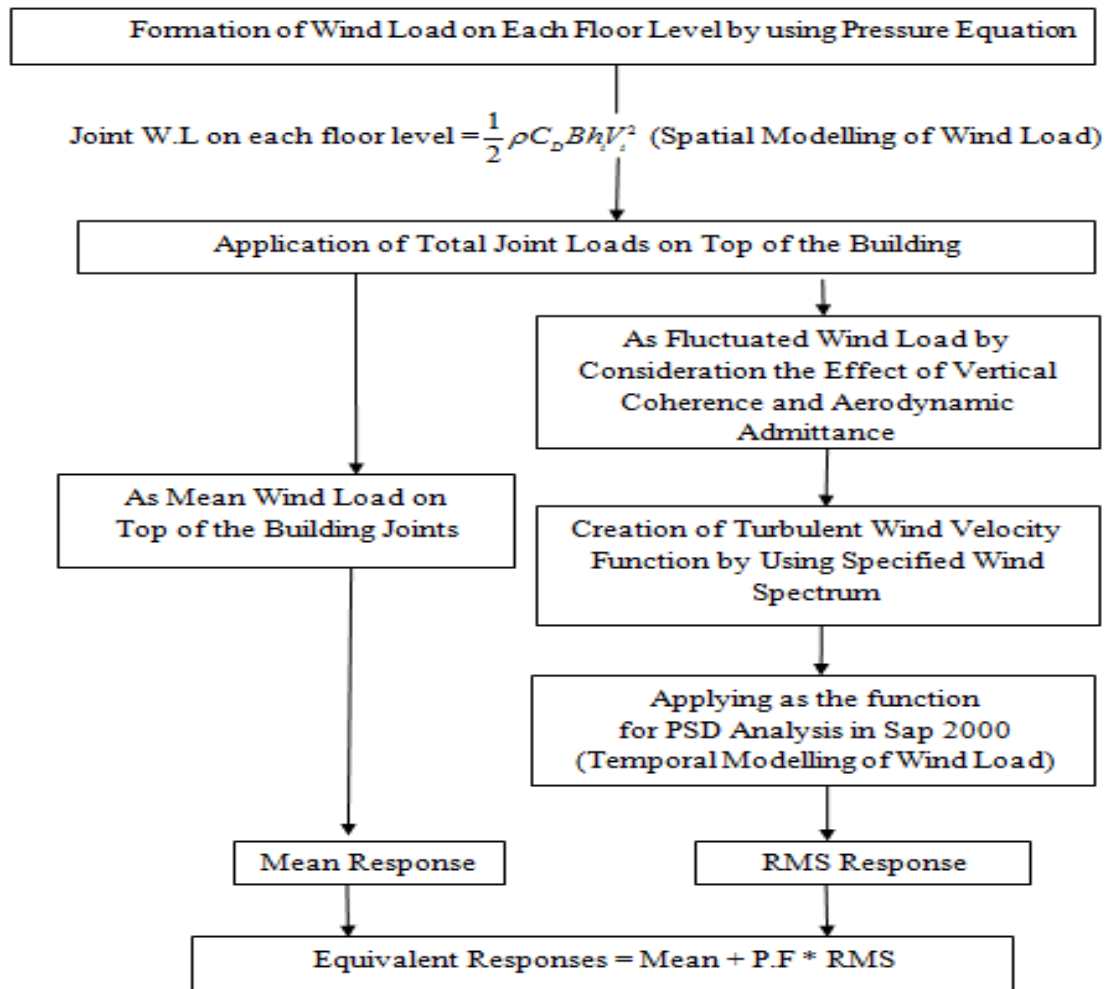 Formation of Wind Load on Each Floor Level by using Pressure Equation
Joint W.L on each floor level = \frac{1}{2} \rho C_D B h_i V_i^2 (Spatial Modelling of Wind Load)
Application of Total Joint Loads on Top of the Building
As Fluctuated Wind Load by
Consideration the Effect of Vertical
Coherence and Aerodynamic
Admittance
As Mean Wind Load on
Top of the Building Joints
Creation of Turbulent Wind Velocity
Function by Using Specified Wind
Spectrum
Applying as the function
for PSD Analysis in Sap 2000
(Temporal Modelling of Wind Load)
Mean Response
RMS Response
Equivalent Responses = Mean + P.F * RMS